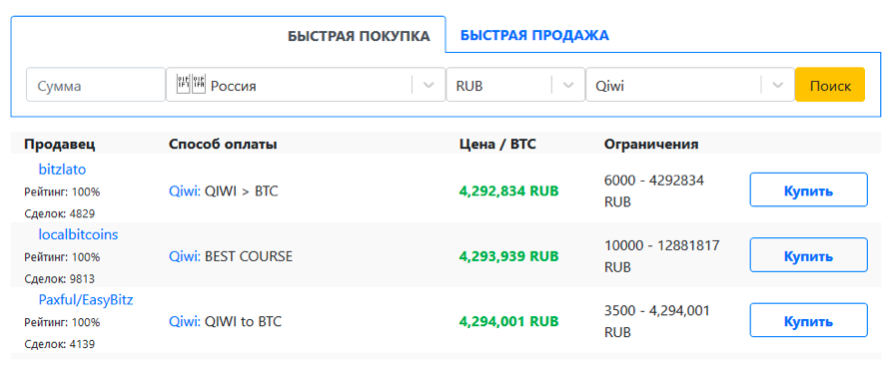 БЫСТРАЯ ПОКУПКА БЫСТРАЯ ПРОДАЖА
Сумма Россия RUB Qiwi Поиск
Продавец Способ оплаты Цена / BTC Ограничения
bitzlato
Рейтинг: 100%
Сделок: 4829
Qiwi: QIWI > BTC
4,292,834 RUB
6000 - 4292834
RUB
Купить
localbitcoins
Рейтинг: 100%
Сделок: 9813
Qiwi: BEST COURSE
4,293,939 RUB
10000 - 12881817
RUB
Купить
Paxful/EasyBitz
Рейтинг: 100%
Сделок: 4139
Qiwi: QIWI to BTC
4,294,001 RUB
3500 - 4,294,001
RUB
Купить